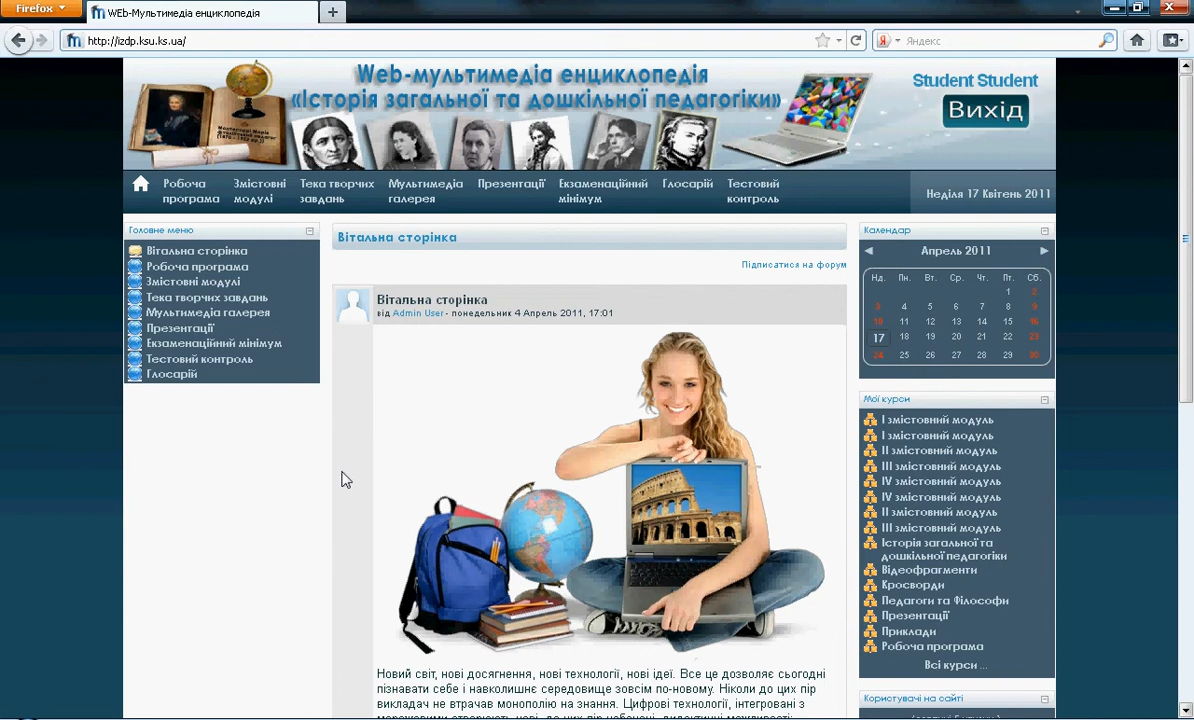 Firefox
WEb-Мультимедіа енциклопедія
http://izdp.ksu.ks.ua/
Яндекс
Web-мультимедіа енциклопедія
«Історія загальної та дошкільної педагогіки»
Student Student
Вихід
Робоча програма
Змістовні модулі
Тека творчих завдань
Мультимедіа галерея
Презентації
Екзаменаційний мінімум
Глосарій
Тестовий контроль
Неділя 17 Квітень 2011
Головне меню
Вітальна сторінка
Робоча програма
Змістовні модулі
Тека творчих завдань
Мультимедіа галерея
Презентації
Екзаменаційний мінімум
Тестовий контроль
Глосарій
Вітальна сторінка
Підписатися на форум
Вітальна сторінка
від Admin User - понедельник 4 Апрель 2011, 17:01
Новий світ, нові досягнення, нові технології, нові ідеї. Все це дозволяє сьогодні
пізнавати себе і навколишнє середовище зовсім по-новому. Ніколи до цих пір
викладач не втрачав монополію на знання. Цифрові технології, інтегровані з
Календар
Апрель 2011
Нд. Пн. Вт. Ср. Чт. Пт. Сб.
1 2
3 4 5 6 7 8 9
10 11 12 13 14 15 16
17 18 19 20 21 22 23
24 25 26 27 28 29 30
Мої курси
І змістовний модуль
І змістовний модуль
ІІ змістовний модуль
ІІІ змістовний модуль
IV змістовний модуль
IV змістовний модуль
ІІ змістовний модуль
ІІІ змістовний модуль
Історія загальної та
дошкільної педагогіки
Відеофрагменти
Кросворди
Педагоги та Філософи
Презентації
Приклади
Робоча програма
Всі курси ...
Користувачі на сайті